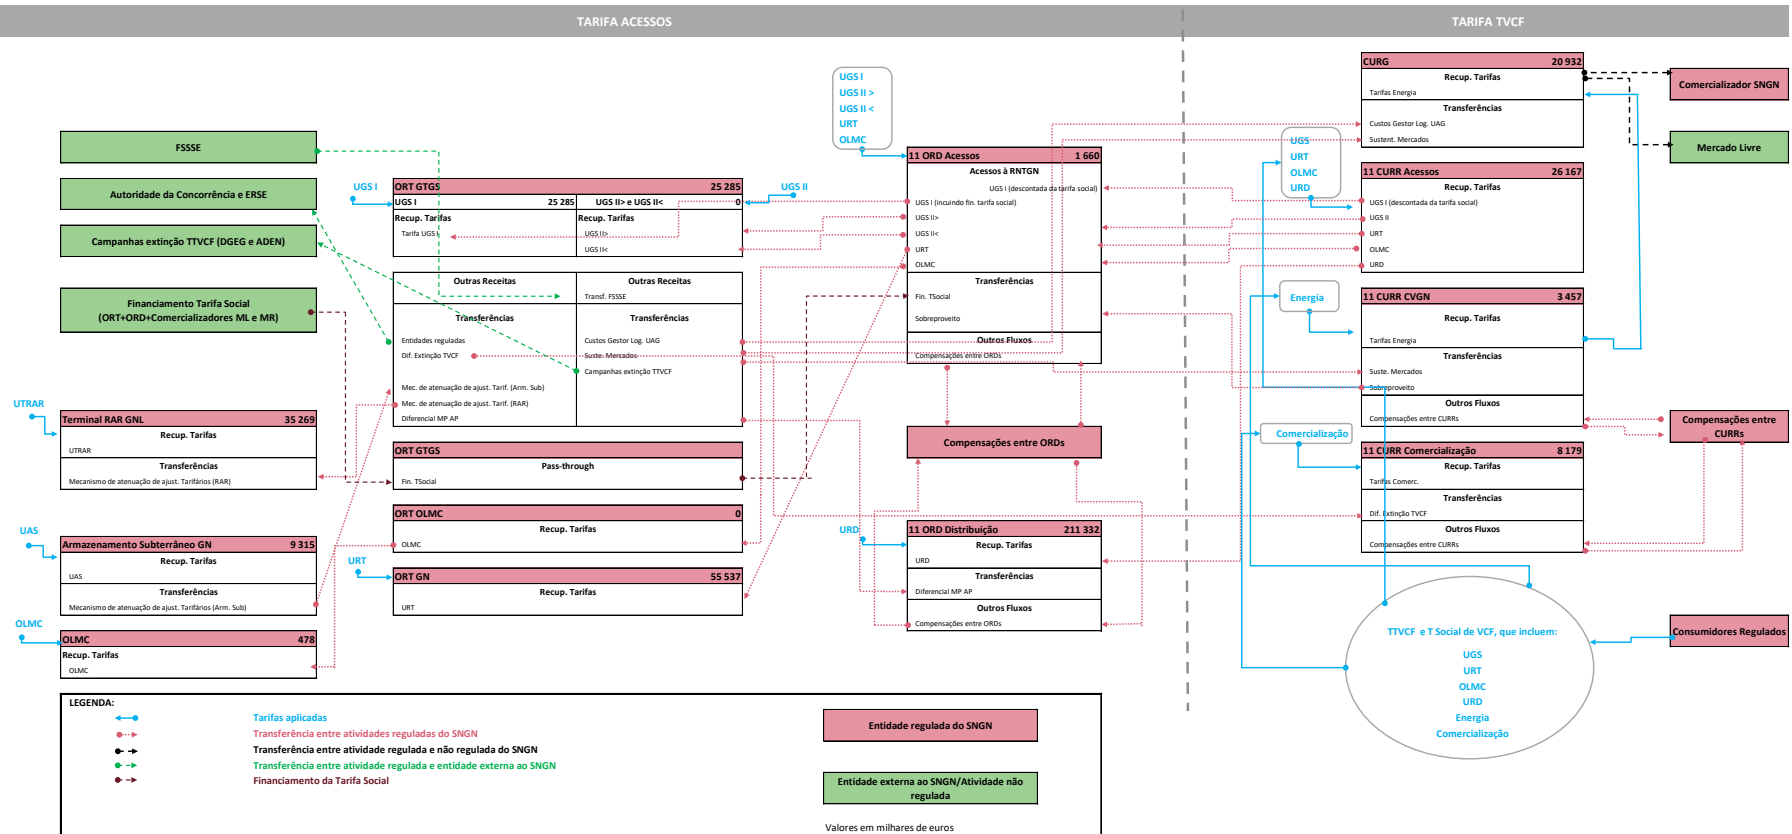 TARIFA ACESSOS
TARIFA TVCF
FSSSE
Autoridade da Concorrência e ERSE
Campanhas extinção TTVCF (DGEG e ADEN)
Financiamento Tarifa Social
(ORT+ORD+Comercializadores ML e MR)
UTRAR
Terminal RAR GNL 35 269
Recup. Tarifas
UTRAR
Transferências
Mecanismo de atenuação de ajust. Tarifários (RAR)
UAS
Armazenamento Subterrâneo GN 9 315
Recup. Tarifas
UAS
Transferências
Mecanismo de atenuação de ajust. Tarifários (Arm. Sub)
OLMC
OLMC 478
Recup. Tarifas
OLMC
UGS I
UGS II
ORT GTGS 25 285
UGS I 25 285 UGS II> e UGS II< 0
Recup. Tarifas Recup. Tarifas
Tarifa UGS I UGS II>
UGS II<
Outras Receitas Outras Receitas
Transf. FSSSE
Transferências Transferências
Entidades reguladas Custos Gestor Log. UAG
Dif. Extinção TVCF Suste. Mercados
Campanhas extinção TTVCF
Mec. de atenuação de ajust. Tarif. (Arm. Sub)
Mec. de atenuação de ajust. Tarif. (RAR)
Diferencial MP AP
ORT GTGS
Pass-through
Fin. TSocial
ORT OLMC 0
Recup. Tarifas
OLMC
URT
ORT GN 55 537
Recup. Tarifas
URT
UGS I
UGS II >
UGS II <
URT
OLMC
11 ORD Acessos 1 660
Acessos à RNTGN
UGS I (descontada da tarifa social)
UGS I (incluindo fin. tarifa social)
UGS II>
UGS II<
URT
OLMC
Transferências
Fin. TSocial
Sobreproveito
Outros Fluxos
Compensações entre ORDs
Compensações entre ORDs
URD
11 ORD Distribuição 211 332
Recup. Tarifas
URD
Transferências
Diferencial MP AP
Outros Fluxos
Compensações entre ORDs
CURG 20 932
Recup. Tarifas
Tarifas Energia
Transferências
Custos Gestor Log. UAG
Sustent. Mercados
Comercializador SNGN
Mercado Livre
UGS
URT
OLMC
URD
11 CURR Acessos 26 167
Recup. Tarifas
UGS I (descontada da tarifa social)
UGS II
URT
OLMC
URD
Energia
11 CURR CVGN 3 457
Recup. Tarifas
Tarifas Energia
Transferências
Suste. Mercados
Sobreproveito
Outros Fluxos
Compensações entre CURRs
Compensações entre
CURRs
Comercialização
11 CURR Comercialização 8 179
Recup. Tarifas
Tarifas Comerc.
Transferências
Dif. Extinção TVCF
Outros Fluxos
Compensações entre CURRs
TTVCF e T Social de VCF, que incluem:
UGS
URT
OLMC
URD
Energia
Comercialização
Consumidores Regulados
LEGENDA:
Tarifas aplicadas
Transferência entre atividades reguladas do SNGN
Transferência entre atividade regulada e não regulada do SNGN
Transferência entre atividade regulada e entidade externa ao SNGN
Financiamento da Tarifa Social
Entidade regulada do SNGN
Entidade externa ao SNGN/Atividade não
regulada
Valores em milhares de euros